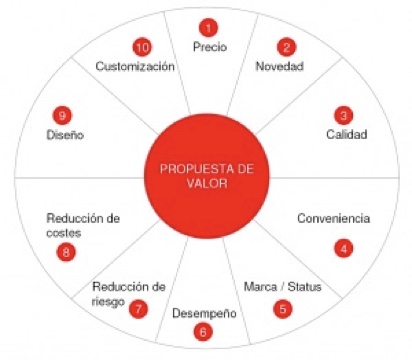 1
Precio
2
Novedad
3
Calidad
Conveniencia
4
Marca / Status
5
Desempeño
6
Reducción de
riesgo
7
Reducción de
costes
8
9
Diseño
10
Customización
PROPUESTA DE
VALOR